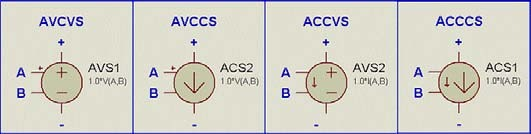 AVCVS
+
A
B
+
+
−
AVS1
1.0*V(A,B)
-
AVCCS
+
A
B
+
ACS2
1.0*V(A,B)
-
ACCVS
+
A
B
+
−
AVS2
1.0*I(A,B)
-
ACCCS
+
A
B
ACS1
1.0*I(A,B)
-